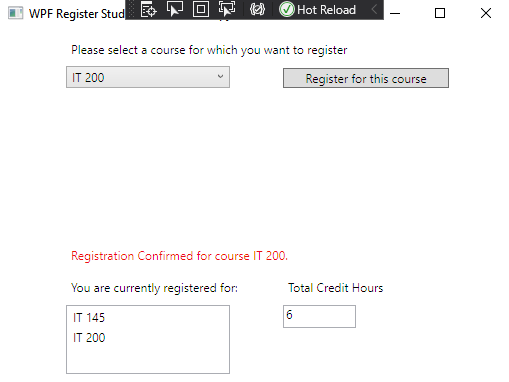 WPF Register Stud
Hot Reload
Please select a course for which you want to register
IT 200
Register for this course
Registration Confirmed for course IT 200.
You are currently registered for:
Total Credit Hours
IT 145
6
IT 200